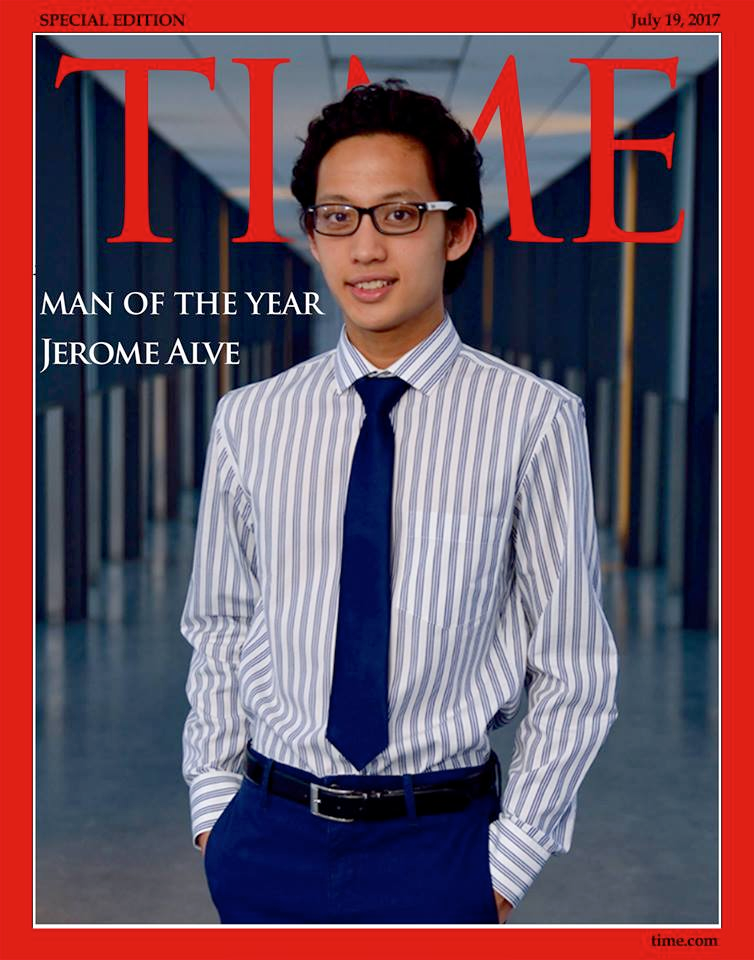 SPECIAL EDITION July 19, 2017
TIME
MAN OF THE YEAR
JEROME ALVE
time.com